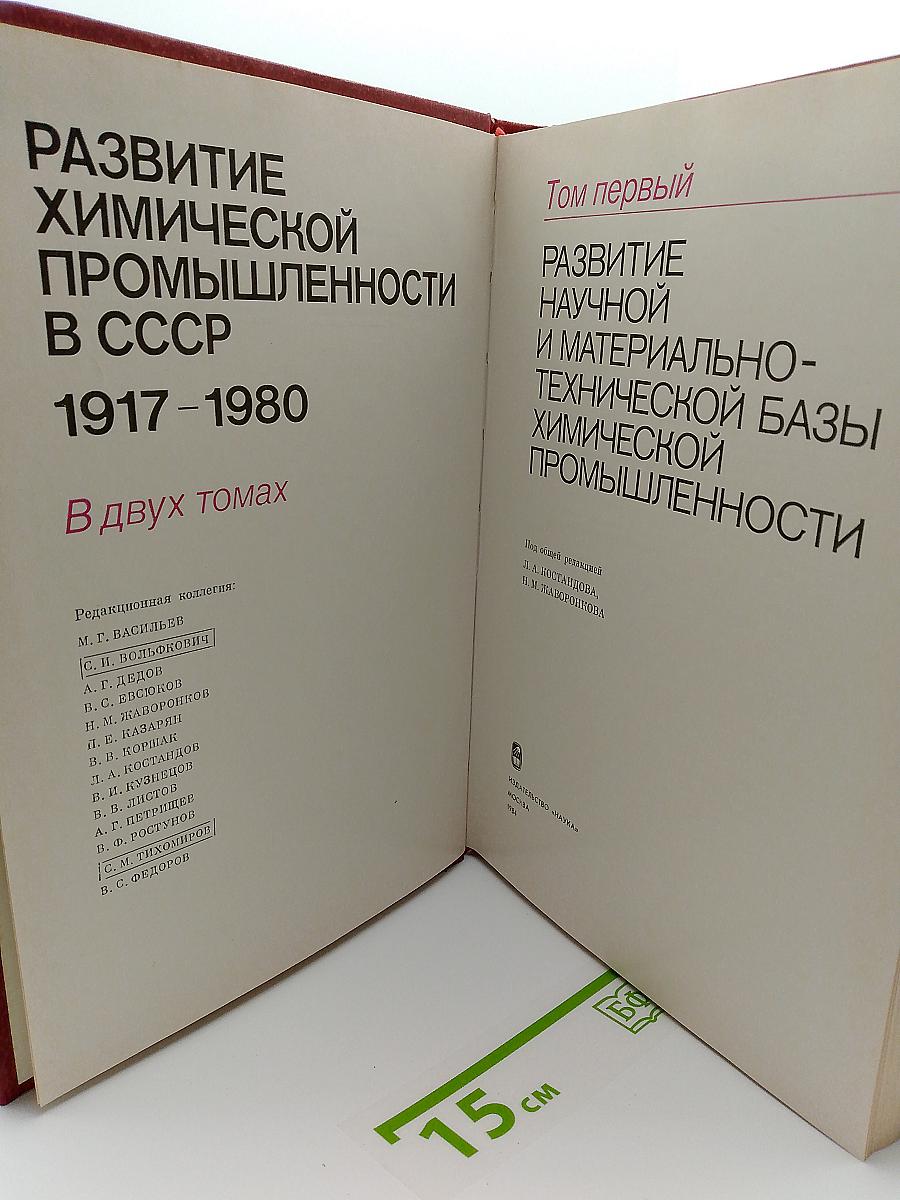 РАЗВИТИЕ
ХИМИЧЕСКОЙ
ПРОМЫШЛЕННОСТИ
В СССР
1917–1980
В двух томах
Редакционная коллегия:
М. Г. ВАСИЛЬЕВ
С. И. ВОЛЬФКОВИЧ
А. Г. ДЕДОВ
В. С. ЕВСЮКОВ
Н. М. ЖАВОРОНКОВ
П. Е. КАЗАРЯН
В. В. КОРШАК
Л. А. КОСТАНДОВ
В. И. КУЗНЕЦОВ
В. В. ЛИСТОВ
А. Г. ПЕТРИЩЕВ
В. Ф. РОСТУНОВ
С. М. ТИХОМИРОВ
В. С. ФЕДОРОВ
Том первый
РАЗВИТИЕ
НАУЧНОЙ
И МАТЕРИАЛЬНО-
ТЕХНИЧЕСКОЙ БАЗЫ
ХИМИЧЕСКОЙ
ПРОМЫШЛЕННОСТИ
Под общей редакцией
Л. А. КОСТАНДОВА,
Н. М. ЖАВОРОНКОВА
ИЗДАТЕЛЬСТВО «НАУКА»
МОСКВА
1984
БФ
15 см